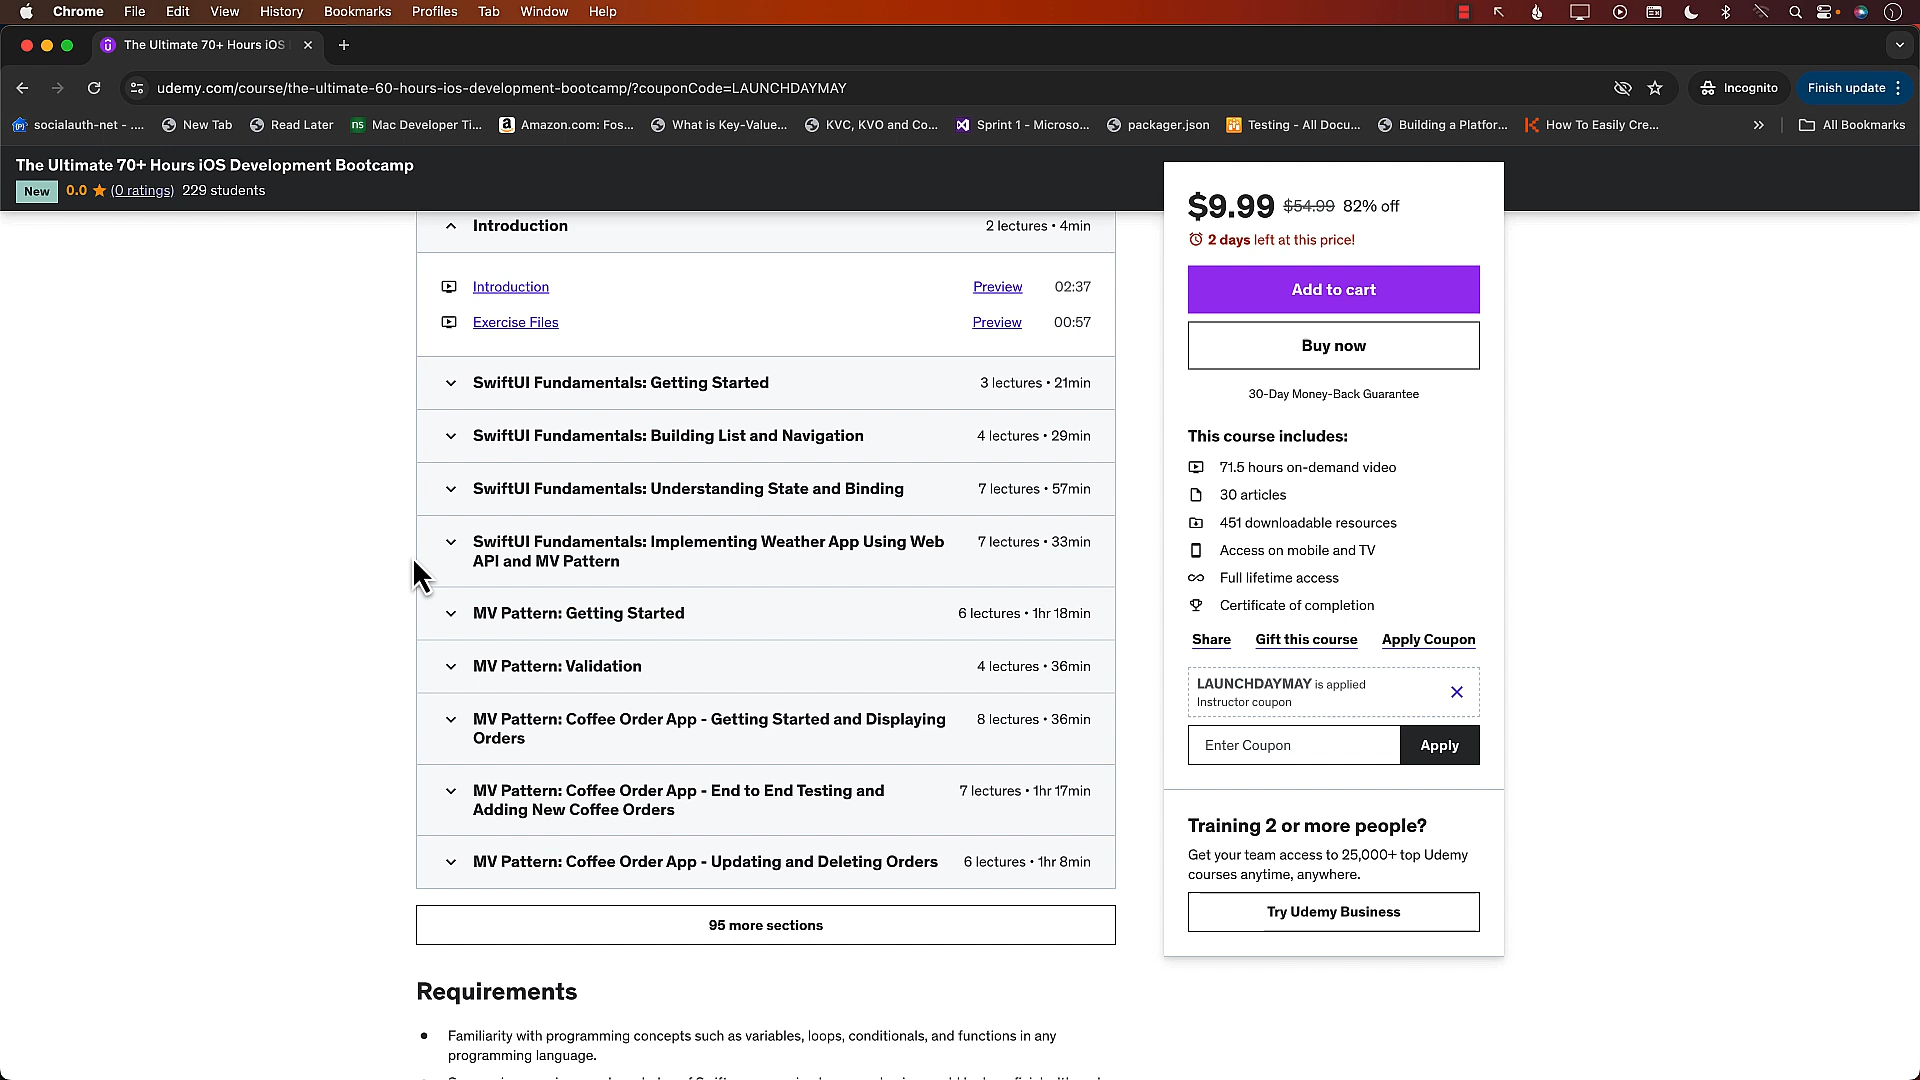 Chrome File Edit View History Bookmarks Profiles Tab Window Help
The Ultimate 70+ Hours iOS
udemy.com/course/the-ultimate-60-hours-ios-development-bootcamp/?couponCode=LAUNCHDAYMAY
Incognito
Finish update
socialauth-net - .... New Tab Read Later Mac Developer Ti... Amazon.com: Fos... What is Key-Value... KVC, KVO and Co... Sprint 1 - Microso... packager.json Testing - All Docu... Building a Platfor... How To Easily Cre... » All Bookmarks
The Ultimate 70+ Hours iOS Development Bootcamp
New 0.0 (0 ratings) 229 students
Introduction 2 lectures • 4min
Introduction Preview 02:37
Exercise Files Preview 00:57
SwiftUI Fundamentals: Getting Started 3 lectures • 21min
SwiftUI Fundamentals: Building List and Navigation 4 lectures • 29min
SwiftUI Fundamentals: Understanding State and Binding 7 lectures • 57min
SwiftUI Fundamentals: Implementing Weather App Using Web 7 lectures • 33min
API and MV Pattern
MV Pattern: Getting Started 6 lectures • 1hr 18min
MV Pattern: Validation 4 lectures • 36min
MV Pattern: Coffee Order App - Getting Started and Displaying 8 lectures • 36min
Orders
MV Pattern: Coffee Order App - End to End Testing and 7 lectures • 1hr 17min
Adding New Coffee Orders
MV Pattern: Coffee Order App - Updating and Deleting Orders 6 lectures • 1hr 8min
95 more sections
Requirements
• Familiarity with programming concepts such as variables, loops, conditionals, and functions in any
programming language.
$9.99 $54.99 82% off
2 days left at this price!
Add to cart
Buy now
30-Day Money-Back Guarantee
This course includes:
71.5 hours on-demand video
30 articles
451 downloadable resources
Access on mobile and TV
Full lifetime access
Certificate of completion
Share Gift this course Apply Coupon
LAUNCHDAYMAY is applied
Instructor coupon
Enter Coupon Apply
Training 2 or more people?
Get your team access to 25,000+ top Udemy
courses anytime, anywhere.
Try Udemy Business